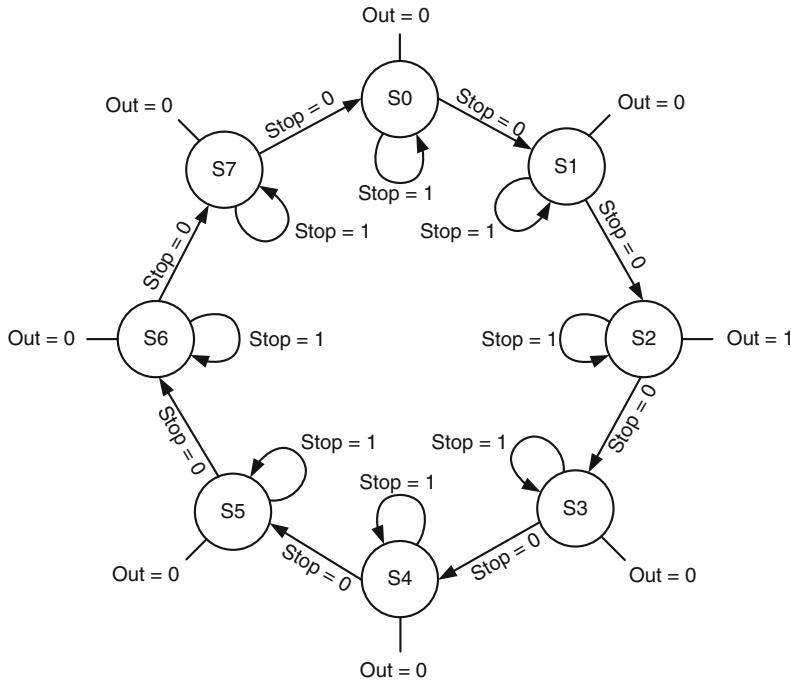 Out = 0
S0
Stop = 1
Stop = 0
Out = 0
S1
Stop = 1
Stop = 0
Out = 1
S2
Stop = 1
Stop = 0
Out = 0
S3
Stop = 1
Stop = 0
Out = 0
S4
Stop = 1
Stop = 0
Out = 0
S5
Stop = 1
Stop = 0
Out = 0
S6
Stop = 1
Stop = 0
Out = 0
S7
Stop = 1
Stop = 0